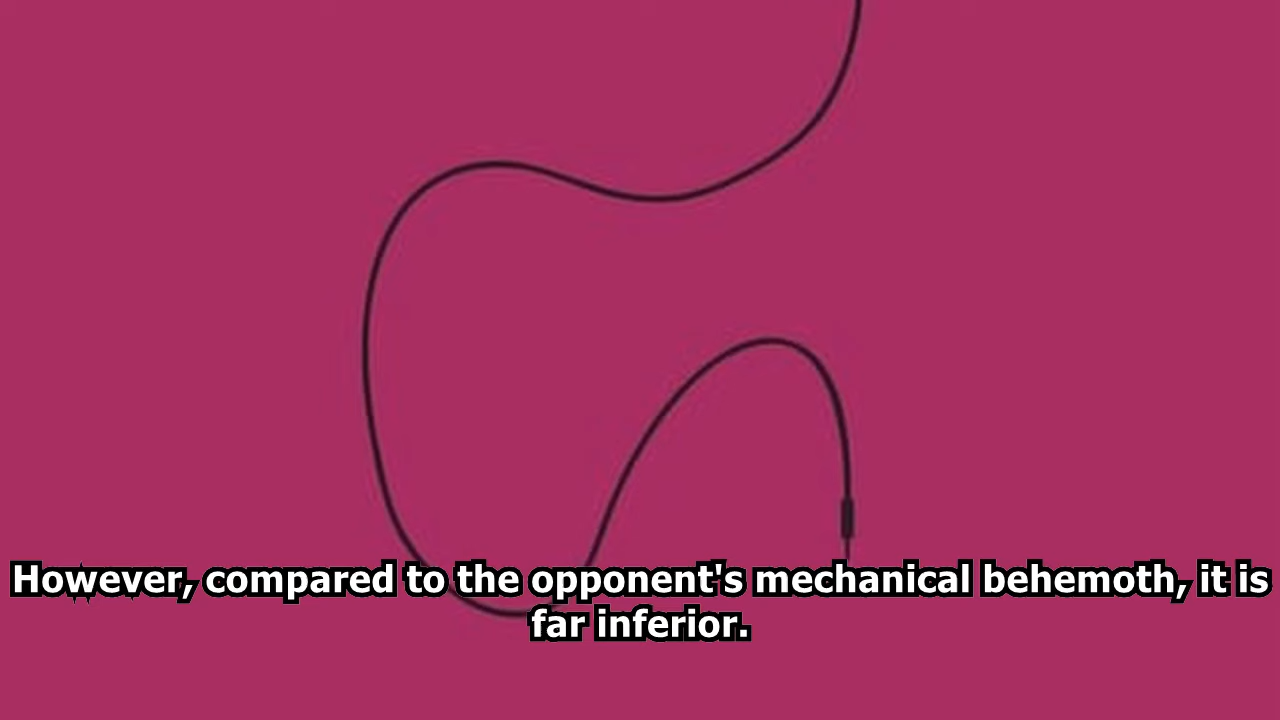 However, compared to the opponent's mechanical behemoth, it is
far inferior.